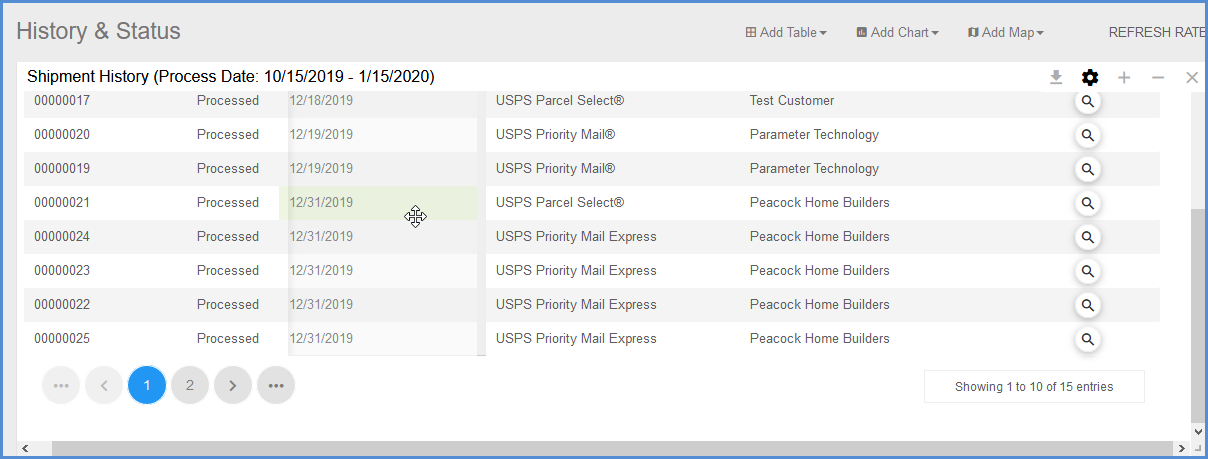 History & Status
Add Table Add Chart Add Map REFRESH RATE
Shipment History (Process Date: 10/15/2019 - 1/15/2020)
00000017 Processed 12/18/2019 USPS Parcel Select® Test Customer
00000020 Processed 12/19/2019 USPS Priority Mail® Parameter Technology
00000019 Processed 12/19/2019 USPS Priority Mail® Parameter Technology
00000021 Processed 12/31/2019 USPS Parcel Select® Peacock Home Builders
00000024 Processed 12/31/2019 USPS Priority Mail Express Peacock Home Builders
00000023 Processed 12/31/2019 USPS Priority Mail Express Peacock Home Builders
00000022 Processed 12/31/2019 USPS Priority Mail Express Peacock Home Builders
00000025 Processed 12/31/2019 USPS Priority Mail Express Peacock Home Builders
••• 1 2 •••
Showing 1 to 10 of 15 entries